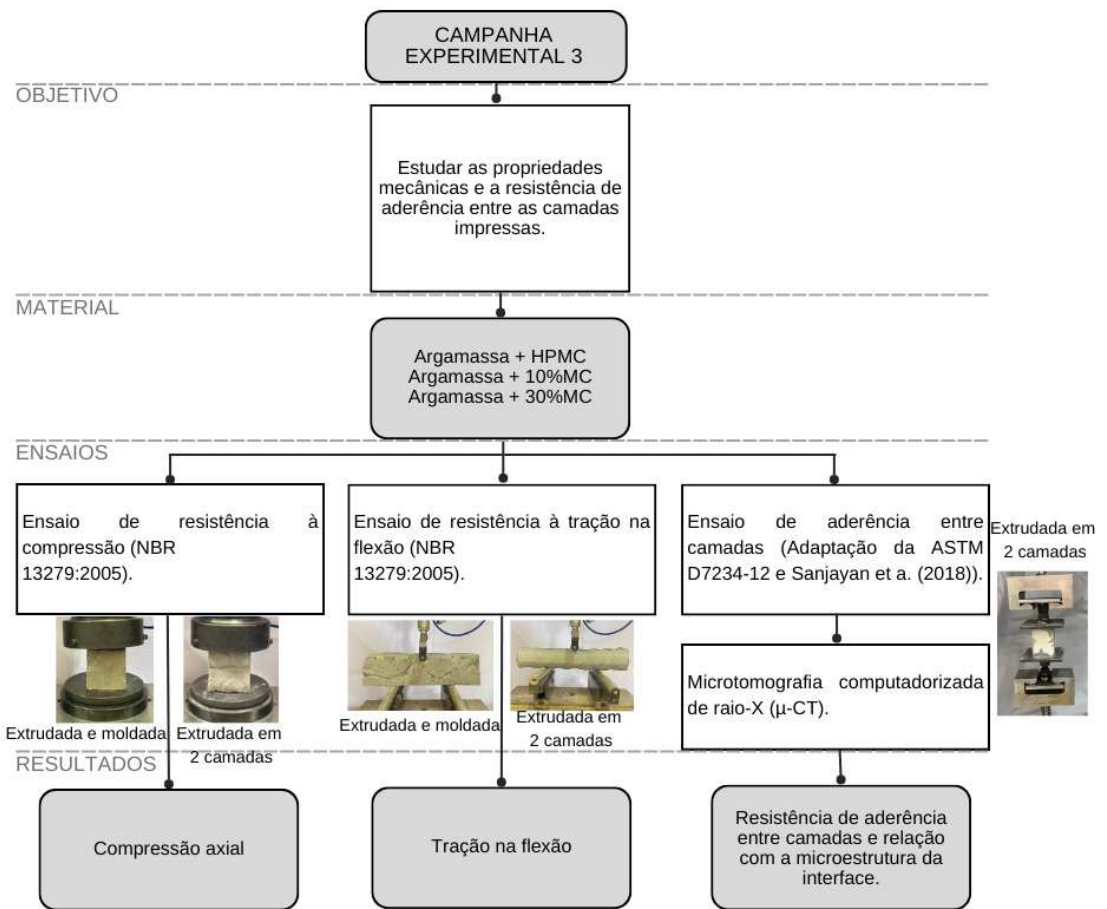 CAMPANHA
EXPERIMENTAL 3
OBJETIVO
Estudar as propriedades
mecânicas e a resistência de
aderência entre as camadas
impressas.
MATERIAL
Argamassa + HPMC
Argamassa + 10%MC
Argamassa + 30%MC
ENSAIOS
Ensaio de resistência à
compressão (NBR
13279:2005).
Extrudada e moldada
Extrudada em
2 camadas
Ensaio de resistência à tração na
flexão (NBR
13279:2005).
Extrudada e moldada
Extrudada em
2 camadas
Ensaio de aderência entre
camadas (Adaptação da ASTM
D7234-12 e Sanjayan et a. (2018)).
Extrudada em
2 camadas
Microtomografia computadorizada
de raio-X (µ-CT).
RESULTADOS
Compressão axial
Tração na flexão
Resistência de aderência
entre camadas e relação
com a microestrutura da
interface.